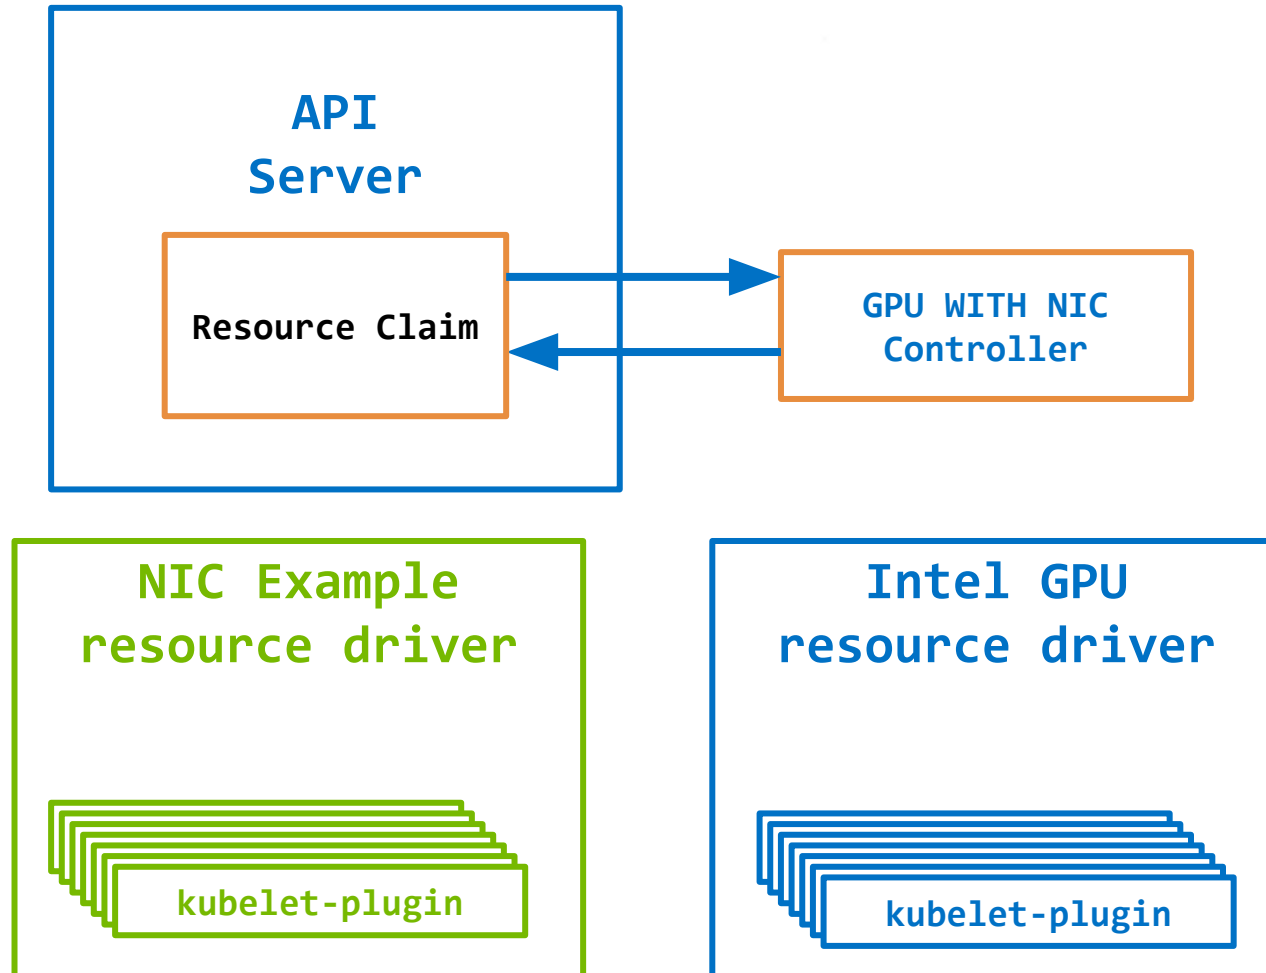 API
Server
Resource Claim
GPU WITH NIC
Controller
NIC Example
resource driver
kubelet-plugin
Intel GPU
resource driver
kubelet-plugin